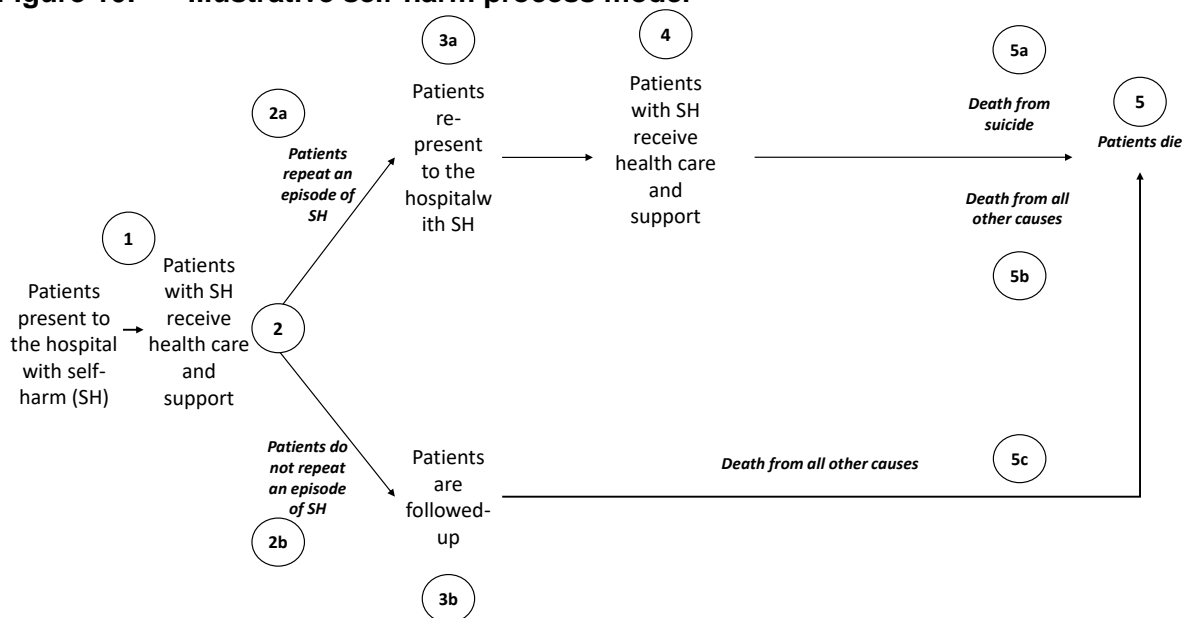 Figure 10. Illustrative self-harm process model
3a
Patients
re-
present
to the
hospitalw
ith SH
4
Patients
with SH
receive
health care
and
support
5a
Death from
suicide
5
Patients die
Death from all
other causes
5b
2a
Patients
repeat an
episode of
SH
1
Patients
present to
the hospital
with self-
harm (SH)
Patients
with SH
receive
health care
and
support
2
Patients do
not repeat
an episode
of SH
2b
Patients
are
followed-
up
3b
Death from all other causes
5c